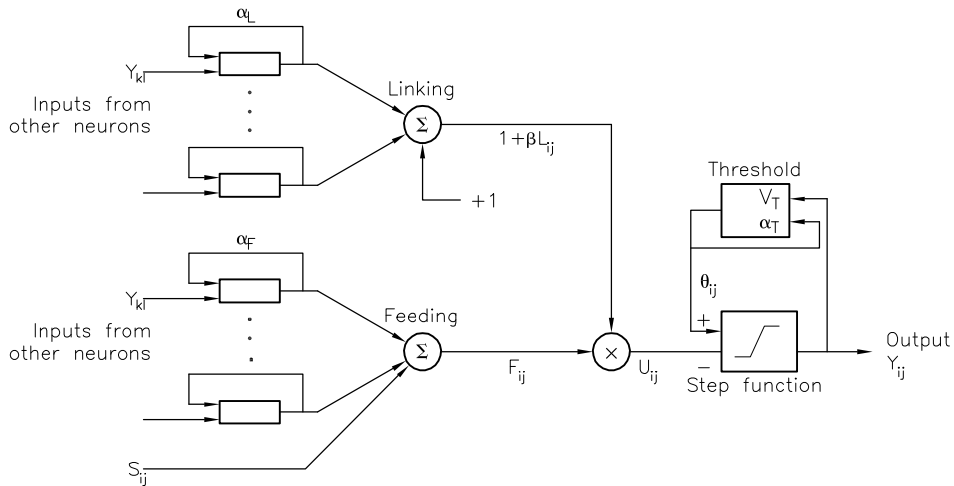 α_L
Y_kl
Inputs from
other neurons
Linking
Σ
1+βL_ij
+1
Threshold
V_T
α_T
α_F
Y_kl
Inputs from
other neurons
Feeding
Σ
F_ij
×
U_ij
θ_ij
+
−
Step function
Output
Y_ij
S_ij